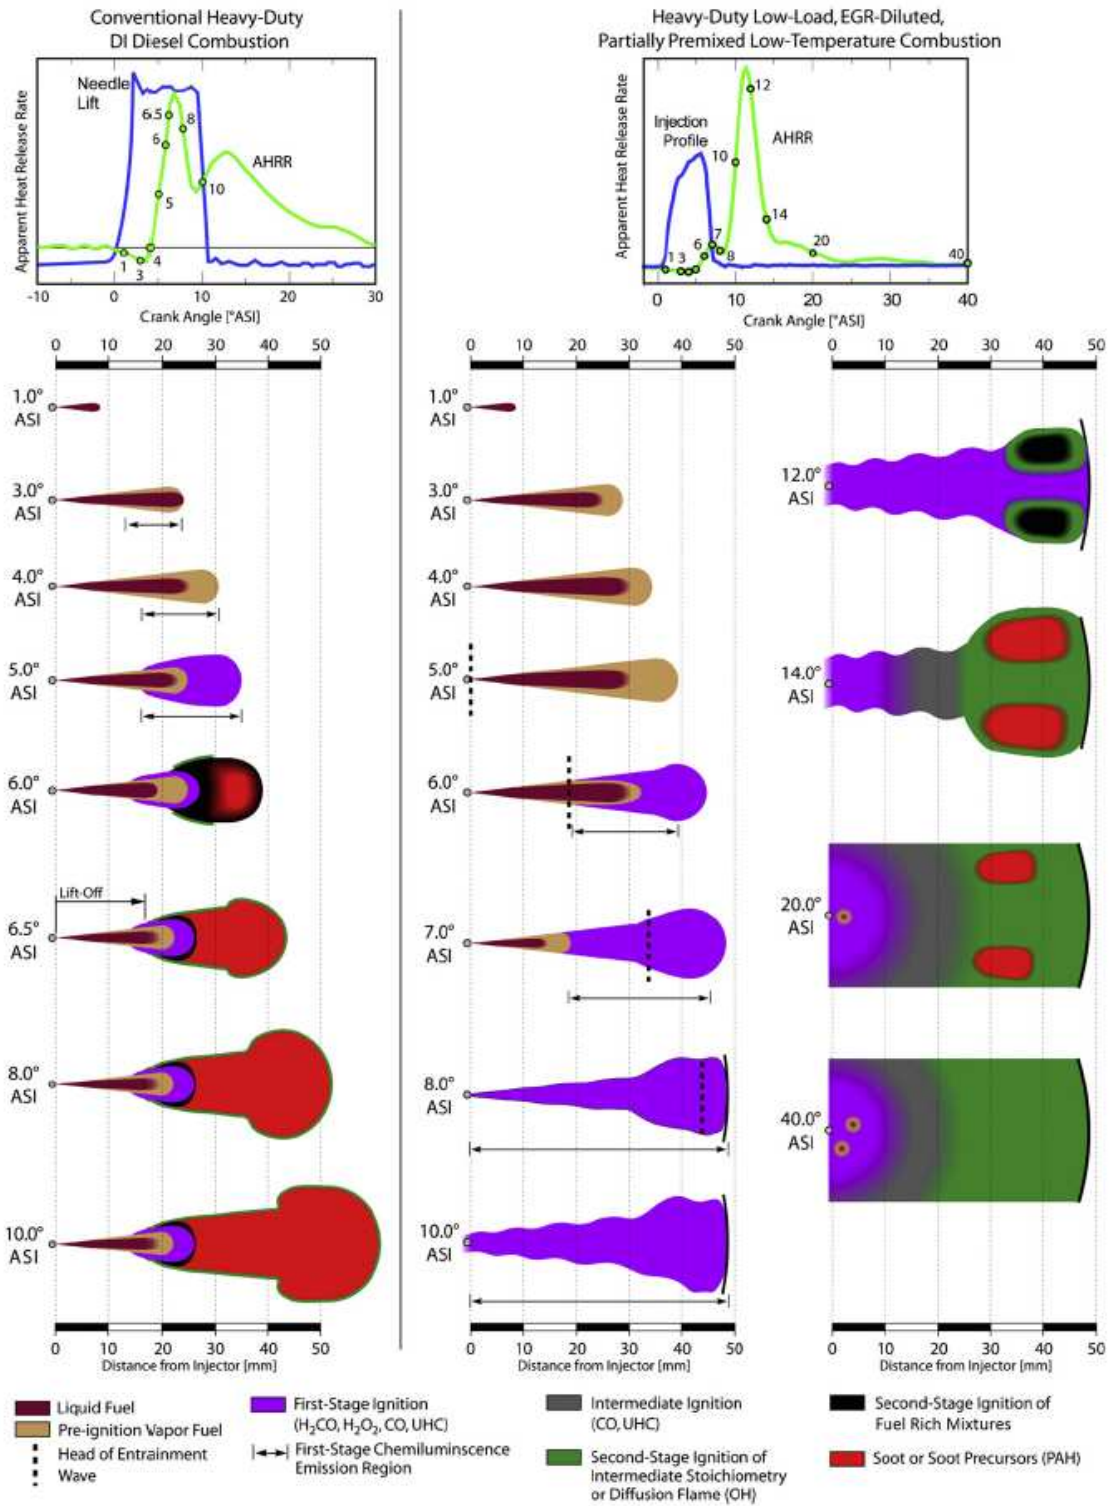 Conventional Heavy-Duty
DI Diesel Combustion
Heavy-Duty Low-Load, EGR-Diluted,
Partially Premixed Low-Temperature Combustion
Apparent Heat Release Rate
Needle
Lift
6.5
8
6
AHRR
10
5
1
3
4
-10
0
10
20
30
Crank Angle [°ASI]
Apparent Heat Release Rate
Injection
Profile
12
AHRR
10
14
7
6
1
3
8
20
40
0
10
20
30
40
Crank Angle [°ASI]
0
10
20
30
40
50
0
10
20
30
40
50
0
10
20
30
40
50
1.0°
ASI
3.0°
ASI
4.0°
ASI
5.0°
ASI
6.0°
ASI
Lift-Off
6.5°
ASI
8.0°
ASI
10.0°
ASI
0
10
20
30
40
50
Distance from Injector [mm]
1.0°
ASI
3.0°
ASI
4.0°
ASI
5.0°
ASI
6.0°
ASI
7.0°
ASI
8.0°
ASI
10.0°
ASI
0
10
20
30
40
50
Distance from Injector [mm]
12.0°
ASI
14.0°
ASI
20.0°
ASI
40.0°
ASI
0
10
20
30
40
50
Distance from Injector [mm]
Liquid Fuel
Pre-ignition Vapor Fuel
Head of Entrainment
Wave
First-Stage Ignition
(H₂CO, H₂O₂, CO, UHC)
First-Stage Chemiluminscence
Emission Region
Intermediate Ignition
(CO, UHC)
Second-Stage Ignition of
Intermediate Stoichiometry
or Diffusion Flame (OH)
Second-Stage Ignition of
Fuel Rich Mixtures
Soot or Soot Precursors (PAH)